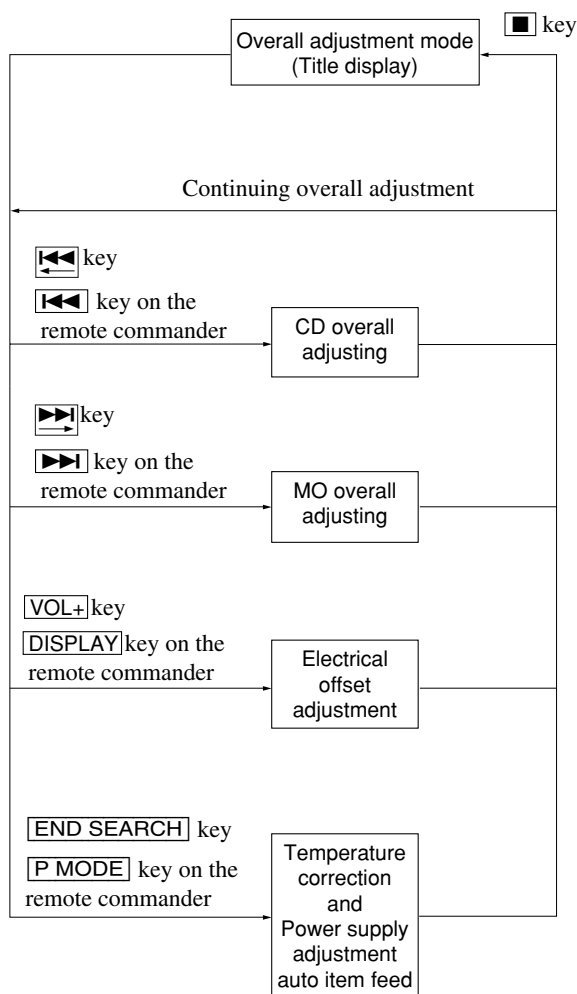 ■ key
Overall adjustment mode
(Title display)
Continuing overall adjustment
key
key on the
remote commander
CD overall
adjusting
key
key on the
remote commander
MO overall
adjusting
VOL+ key
DISPLAY key on the
remote commander
Electrical
offset
adjustment
END SEARCH key
P MODE key on the
remote commander
Temperature
correction
and
Power supply
adjustment
auto item feed